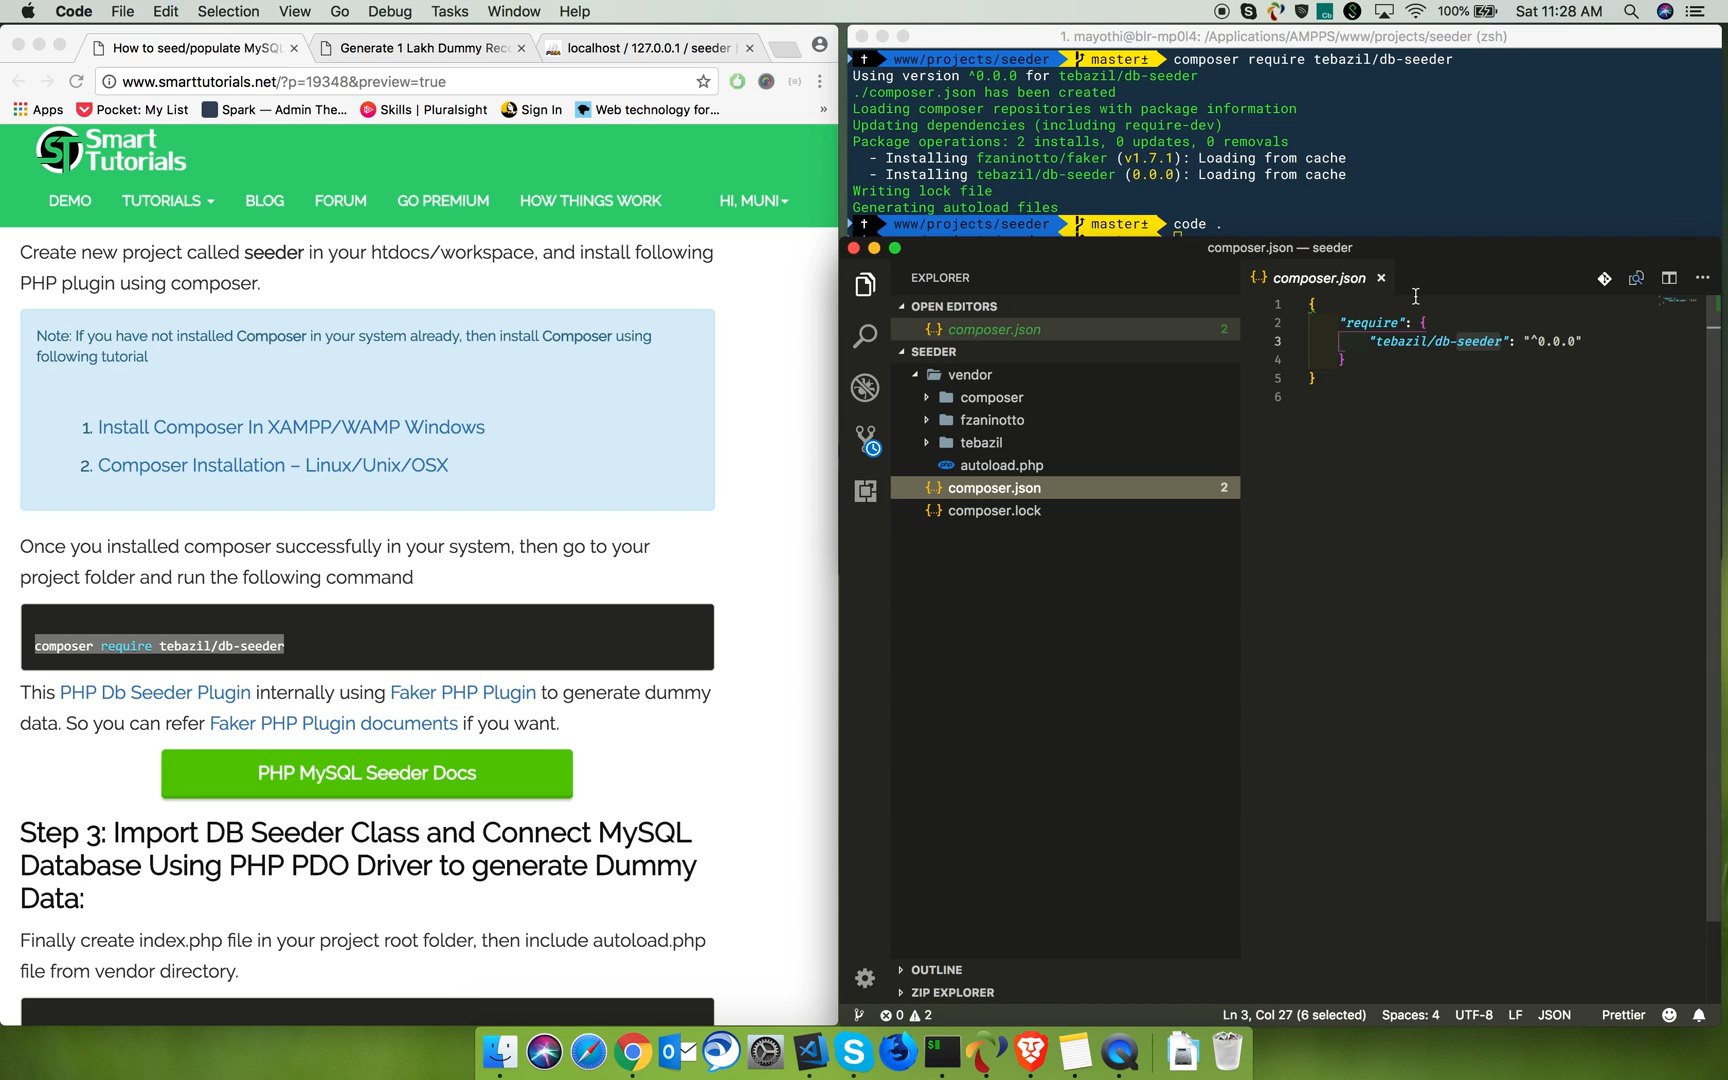 Code File Edit Selection View Go Debug Tasks Window Help
100% Sat 11:28 AM
How to seed/populate MySQL
Generate 1 Lakh Dummy Rec
localhost / 127.0.0.1 / seeder
www.smarttutorials.net/?p=19348&preview=true
Apps Pocket: My List Spark — Admin The... Skills | Pluralsight Sign In Web technology for... »
ST Smart
Tutorials
DEMO TUTORIALS BLOG FORUM GO PREMIUM HOW THINGS WORK HI, MUNI
Create new project called seeder in your htdocs/workspace, and install following
PHP plugin using composer.
Note: If you have not installed Composer in your system already, then install Composer using
following tutorial
1. Install Composer In XAMPP/WAMP Windows
2. Composer Installation – Linux/Unix/OSX
Once you installed composer successfully in your system, then go to your
project folder and run the following command
composer require tebazil/db-seeder
This PHP Db Seeder Plugin internally using Faker PHP Plugin to generate dummy
data. So you can refer Faker PHP Plugin documents if you want.
PHP MySQL Seeder Docs
Step 3: Import DB Seeder Class and Connect MySQL
Database Using PHP PDO Driver to generate Dummy
Data:
Finally create index.php file in your project root folder, then include autoload.php
file from vendor directory.
1. mayothi@blr-mp0l4: /Applications/AMPPS/www/projects/seeder (zsh)
www/projects/seeder master± composer require tebazil/db-seeder
Using version ^0.0.0 for tebazil/db-seeder
./composer.json has been created
Loading composer repositories with package information
Updating dependencies (including require-dev)
Package operations: 2 installs, 0 updates, 0 removals
- Installing fzaninotto/faker (v1.7.1): Loading from cache
- Installing tebazil/db-seeder (0.0.0): Loading from cache
Writing lock file
Generating autoload files
www/projects/seeder master± code .
composer.json — seeder
EXPLORER
OPEN EDITORS
{..} composer.json 2
SEEDER
vendor
composer
fzaninotto
tebazil
autoload.php
{..} composer.json 2
{..} composer.lock
OUTLINE
ZIP EXPLORER
{..} composer.json ×
1 {
2 "require": {
3 "tebazil/db-seeder": "^0.0.0"
4 }
5 }
6
0 2 Ln 3, Col 27 (6 selected) Spaces: 4 UTF-8 LF JSON Prettier